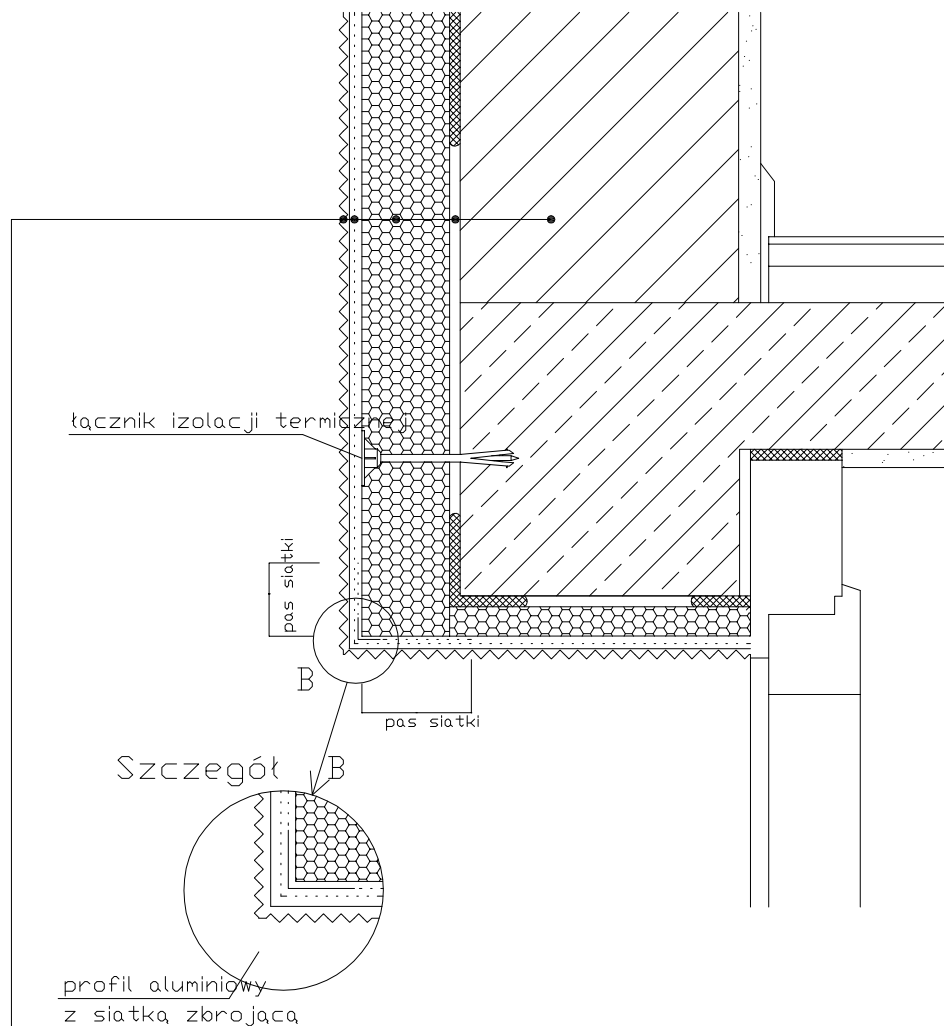 łącznik izolacji termicznej
pas siatki
B
pas siatki
Szczegół B
profil aluminiowy
z siatką zbrojącą